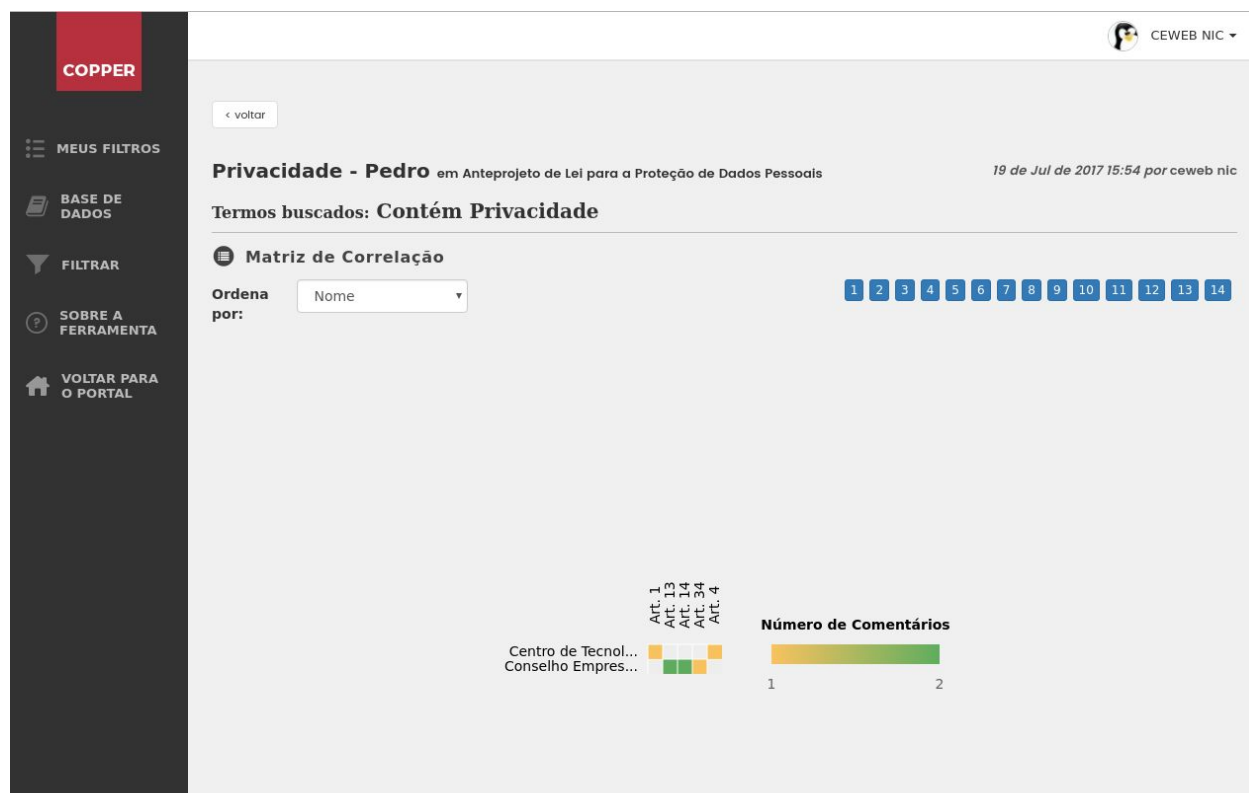 COPPER
CEWEB NIC
MEUS FILTROS
BASE DE
DADOS
FILTRAR
SOBRE A
FERRAMENTA
VOLTAR PARA
O PORTAL
< voltar
Privacidade - Pedro em Anteprojeto de Lei para a Proteção de Dados Pessoais
19 de Jul de 2017 15:54 por ceweb nic
Termos buscados: Contém Privacidade
Matriz de Correlação
Ordena
por:
Nome
1 2 3 4 5 6 7 8 9 10 11 12 13 14
Art. 1
Art. 13
Art. 14
Art. 34
Art. 4
Centro de Tecnol...
Conselho Empres...
Número de Comentários
1 2